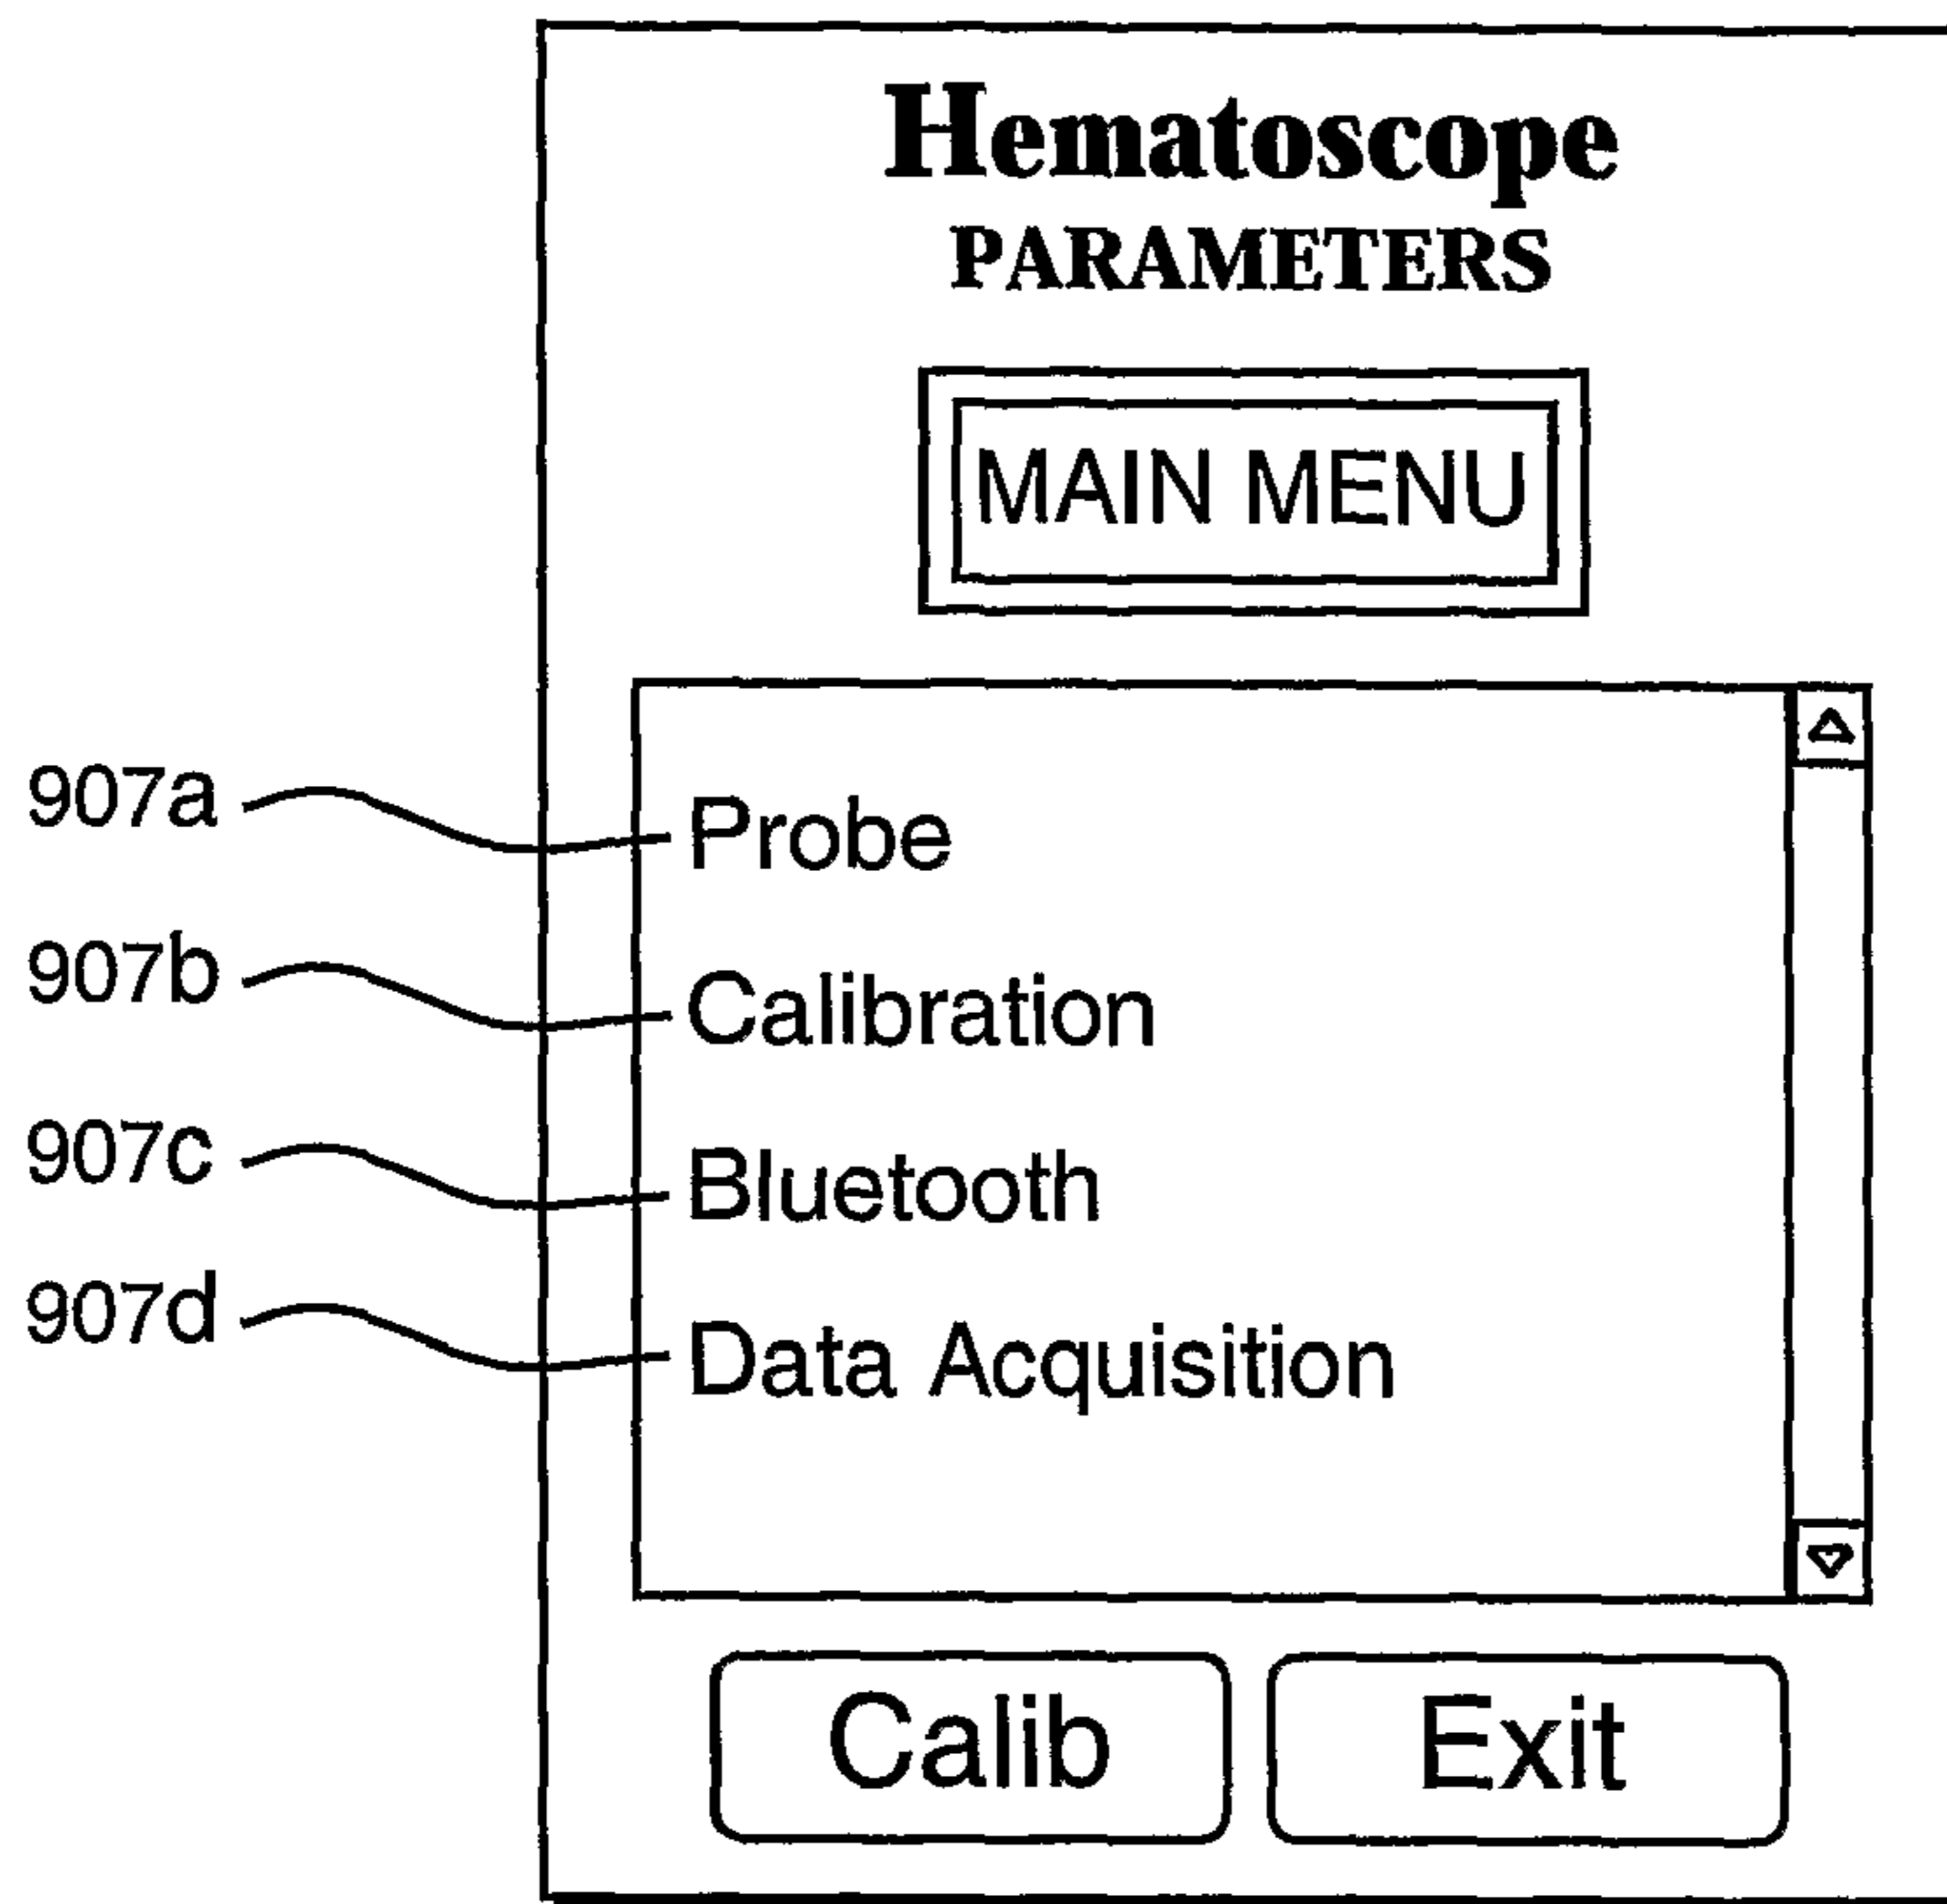 Hematoscope
PARAMETERS
MAIN MENU
907a Probe
907b Calibration
907c Bluetooth
907d Data Acquisition
Calib Exit